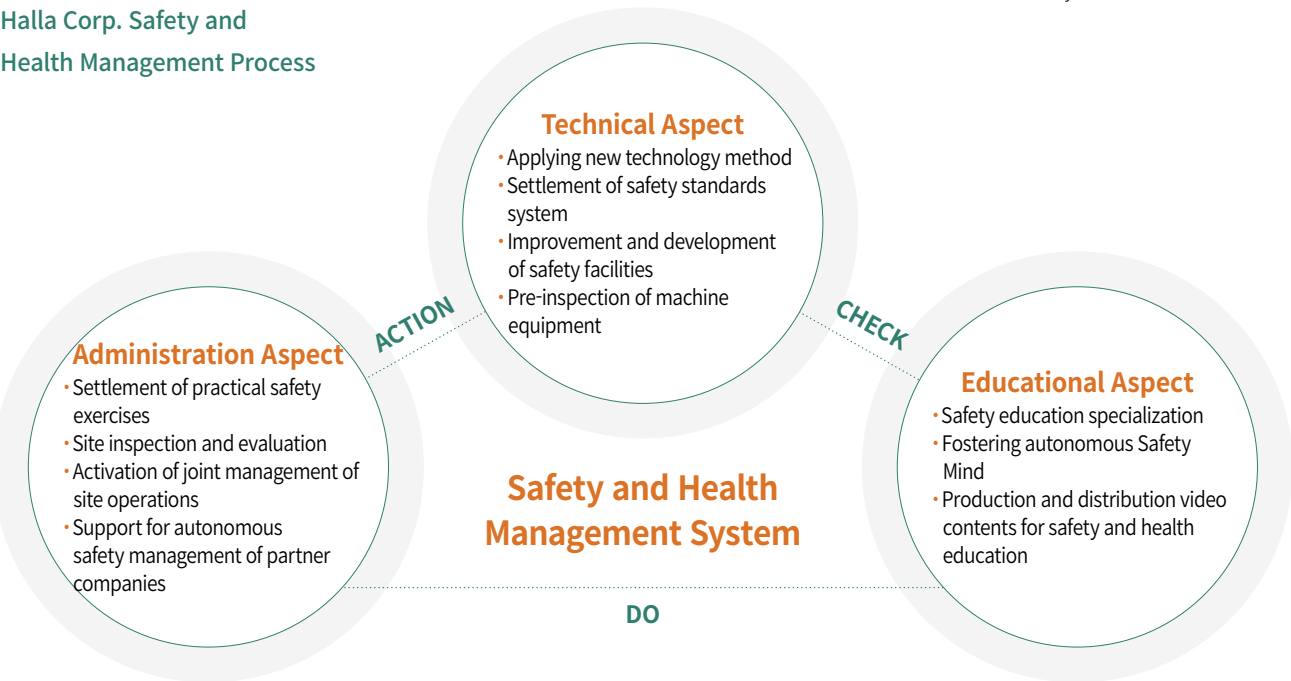 Halla Corp. Safety and
Health Management Process
Technical Aspect
• Applying new technology method
• Settlement of safety standards
system
• Improvement and development
of safety facilities
• Pre-inspection of machine
equipment
ACTION
CHECK
Administration Aspect
• Settlement of practical safety
exercises
• Site inspection and evaluation
• Activation of joint management of
site operations
• Support for autonomous
safety management of partner
companies
Educational Aspect
• Safety education specialization
• Fostering autonomous Safety
Mind
• Production and distribution video
contents for safety and health
education
Safety and Health
Management System
DO